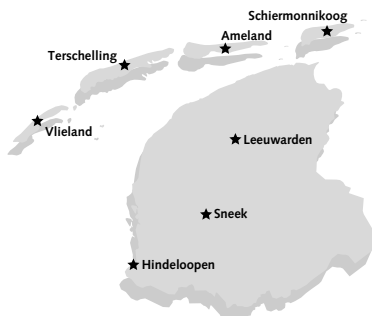 Schiermonnikoog
Ameland
Terschelling
Vlieland
Leeuwarden
Sneek
Hindeloopen